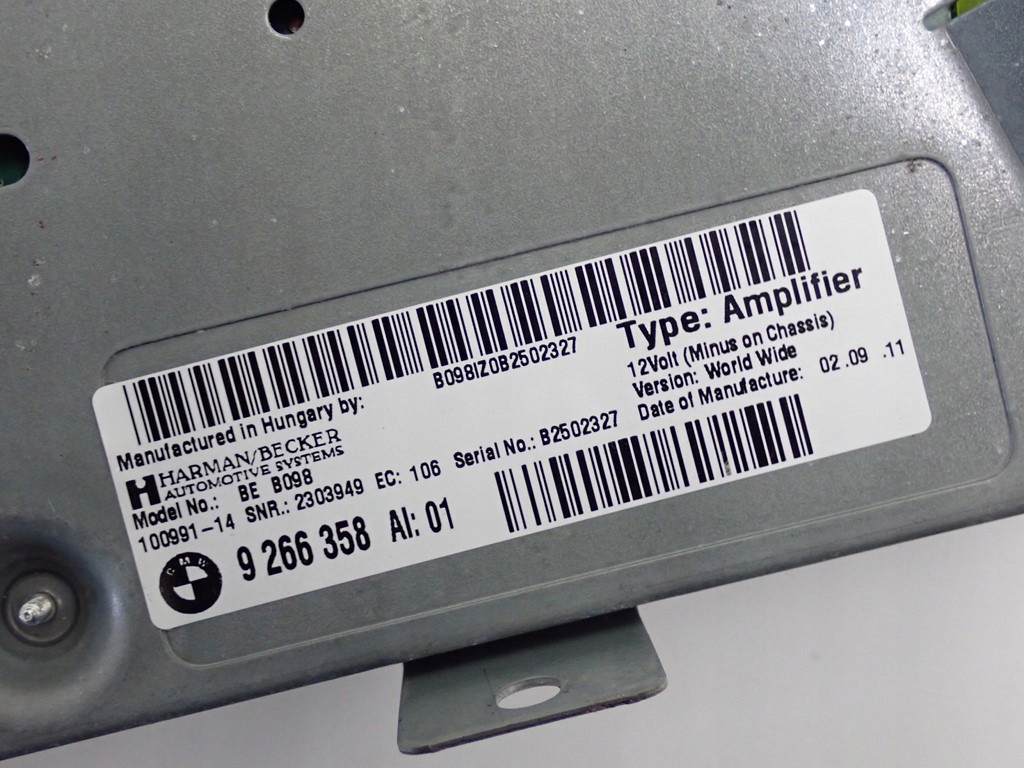 B098IZ0B2502327
Type: Amplifier
12Volt (Minus on Chassis)
Version: World Wide
Date of Manufacture: 02.09 .11
Manufactured in Hungary by:
HARMAN/BECKER
AUTOMOTIVE SYSTEMS
Model No.: BE B098
100991-14 SNR.: 2303949 EC: 106 Serial No.: B2502327
BMW 9 266 358 AI: 01